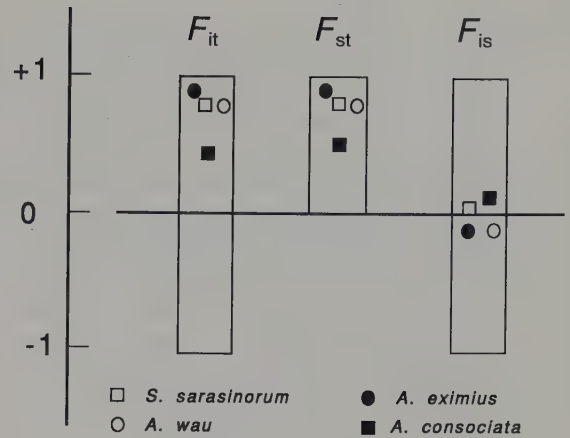 F_it F_st F_is
+1
0
-1
S. sarasinorum A. eximius
A. wau A. consociata